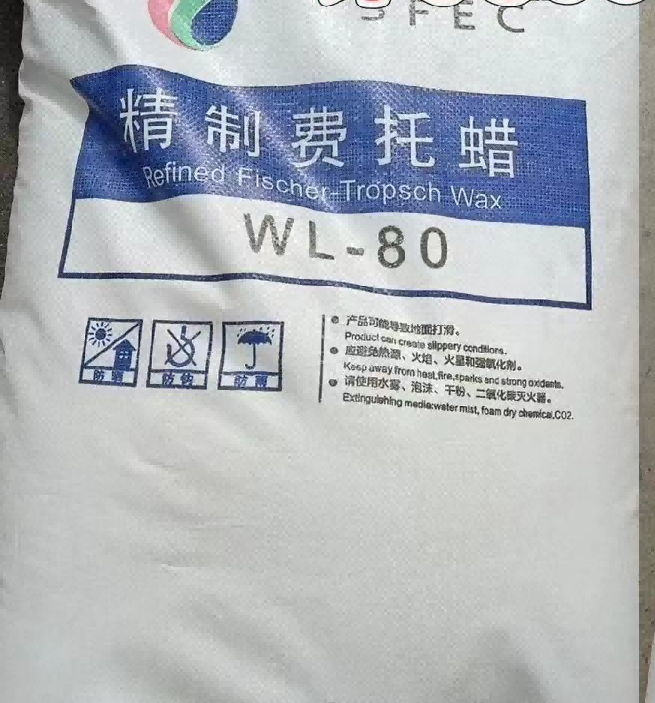 SFEC
精制费托蜡
Refined Fischer-Tropsch Wax
WL-80
防晒
防雨
产品可能导致地面打滑。
Product can create slippery conditions.
应避免热源、火焰、火星和强氧化剂。
Keep away from heat,fire,sparks and strong oxidants.
请使用水雾、泡沫、干粉、二氧化碳灭火器。
Extinguishing media:water mist, foam dry chemical,CO2.